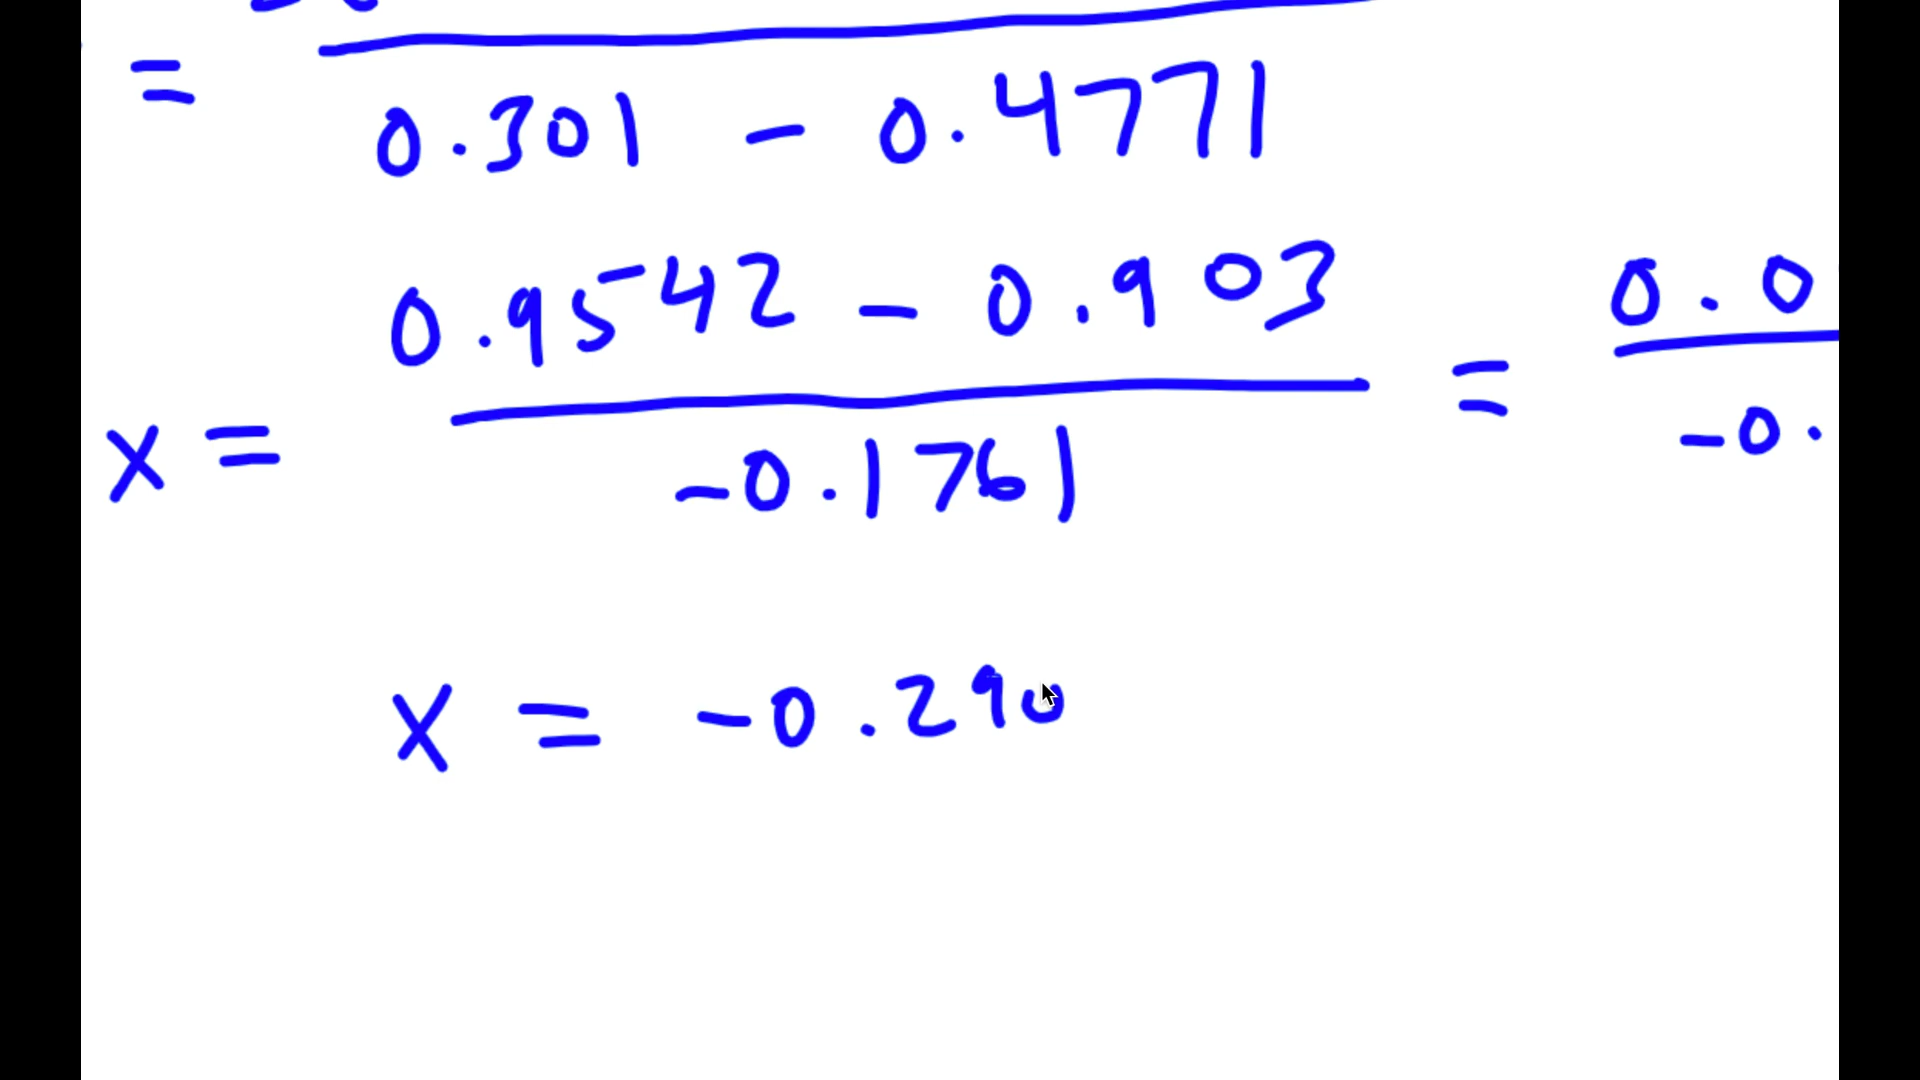 =
0.301 - 0.4771
0.9542 - 0.903
x =
=
0.0
-0.1761
-0.
x = -0.290